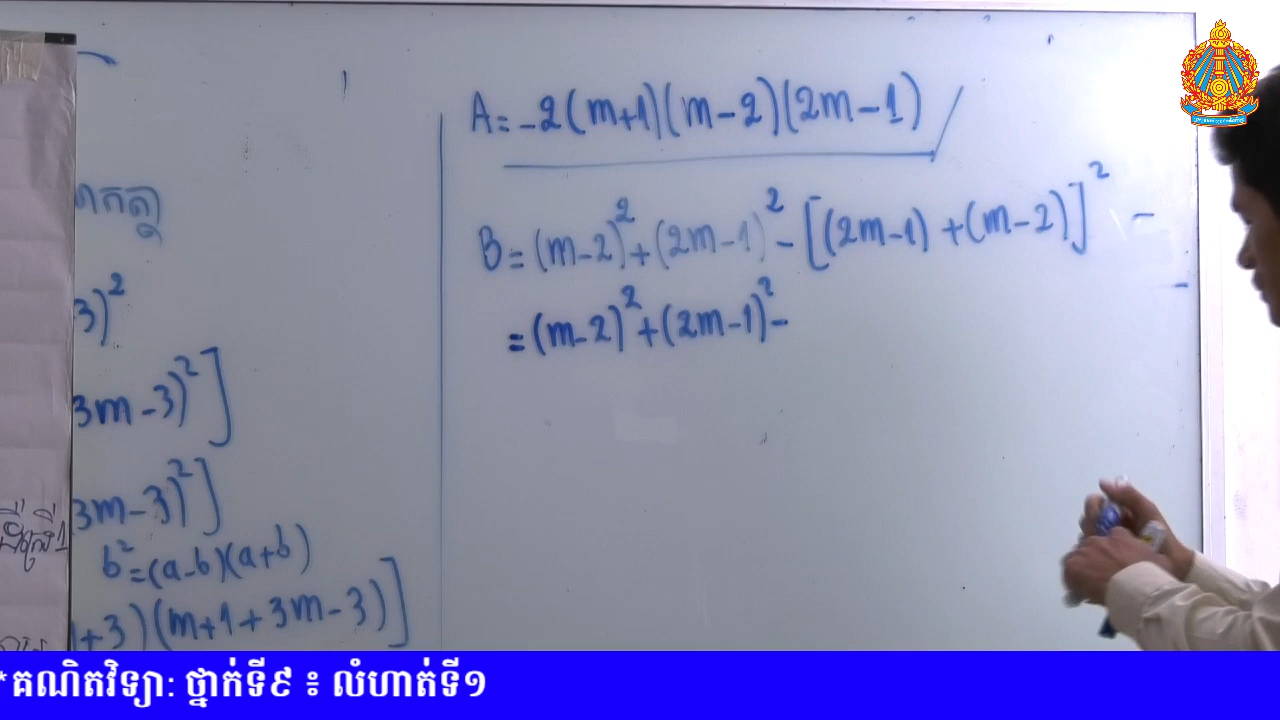 A = -2(m+1)(m-2)(2m-1)
B = (m-2)² + (2m-1)² - [(2m-1) + (m-2)]²
= (m-2)² + (2m-1)² -
3)²
3m-3)²]
3m-3)²]
b² = (a-b)(a+b)
+3)(m+1+3m-3)]
*គណិតវិទ្យា: ថ្នាក់ទី៩ ៖ លំហាត់ទី១